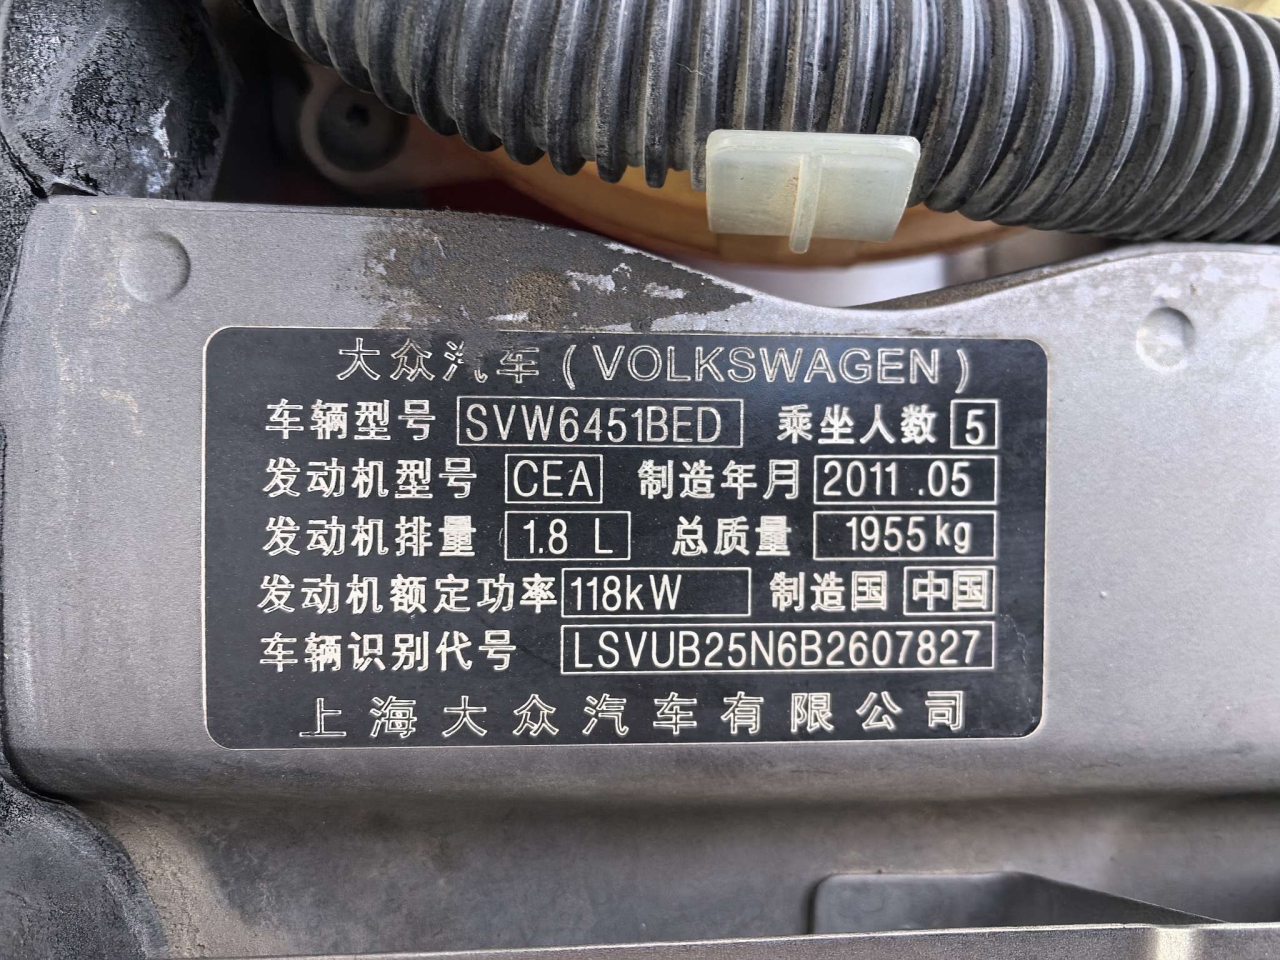 大众汽车(VOLKSWAGEN)
车辆型号 SVW6451BED 乘坐人数 5
发动机型号 CEA 制造年月 2011.05
发动机排量 1.8 L 总质量 1955kg
发动机额定功率 118kW 制造国 中国
车辆识别代号 LSVUB25N6B2607827
上海大众汽车有限公司